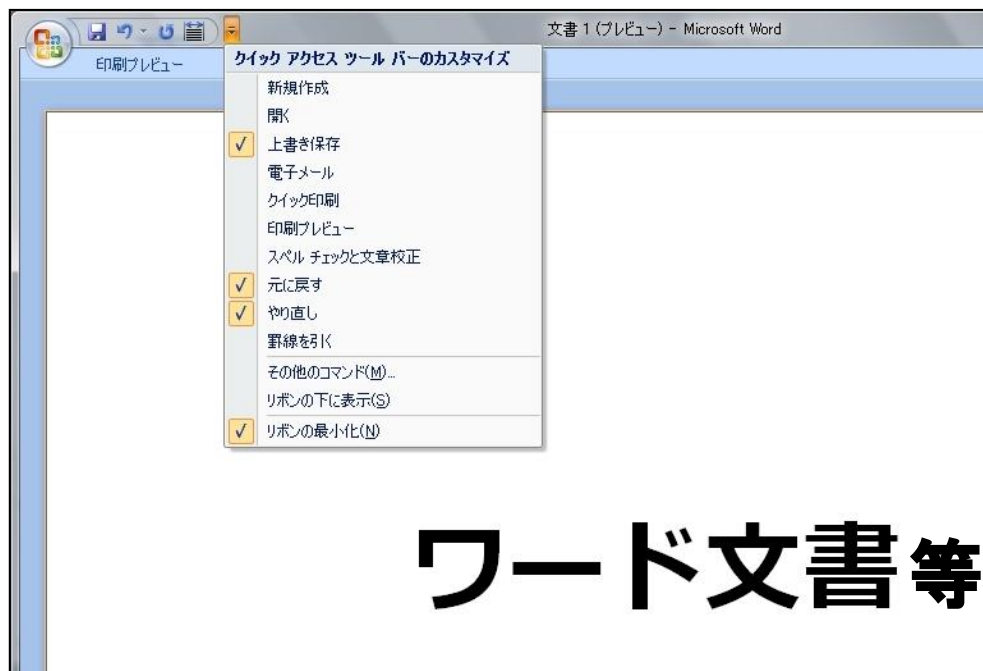 文書 1 (プレビュー) - Microsoft Word
印刷プレビュー
クイック アクセス ツール バーのカスタマイズ
新規作成
開く
上書き保存
電子メール
クイック印刷
印刷プレビュー
スペル チェックと文章校正
元に戻す
やり直し
罫線を引く
その他のコマンド(M)...
リボンの下に表示(S)
リボンの最小化(N)
ワード文書等